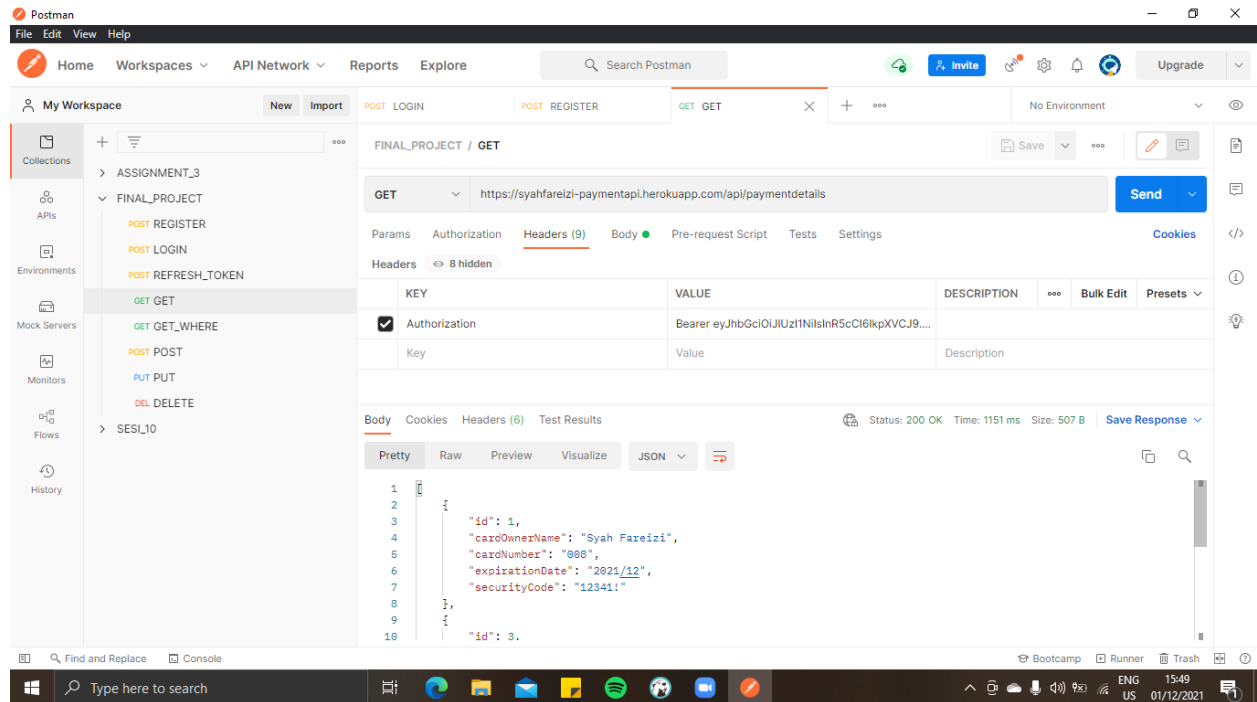 Postman
File Edit View Help
Home Workspaces API Network Reports Explore Search Postman Invite Upgrade
My Workspace New Import POST LOGIN POST REGISTER GET GET No Environment
Collections
APIs
Environments
Mock Servers
Monitors
Flows
History
ASSIGNMENT_3
FINAL_PROJECT
POST REGISTER
POST LOGIN
POST REFRESH_TOKEN
GET GET
GET GET_WHERE
POST POST
PUT PUT
DEL DELETE
SESI_10
FINAL_PROJECT / GET Save
GET https://syahfareizi-paymentapi.herokuapp.com/api/paymentdetails Send
Params Authorization Headers (9) Body Pre-request Script Tests Settings Cookies
Headers 8 hidden
KEY VALUE DESCRIPTION Bulk Edit Presets
Authorization Bearer eyJhbGciOiJIUzI1NiIsInR5cCI6IkpXVCJ9....
Key Value Description
Body Cookies Headers (6) Test Results Status: 200 OK Time: 1151 ms Size: 507 B Save Response
Pretty Raw Preview Visualize JSON
1 [
2 {
3 "id": 1,
4 "cardOwnerName": "Syah Fareizi",
5 "cardNumber": "008",
6 "expirationDate": "2021/12",
7 "securityCode": "12341!"
8 },
9 {
10 "id": 3,
Find and Replace Console Bootcamp Runner Trash
Type here to search ENG 15:49
US 01/12/2021